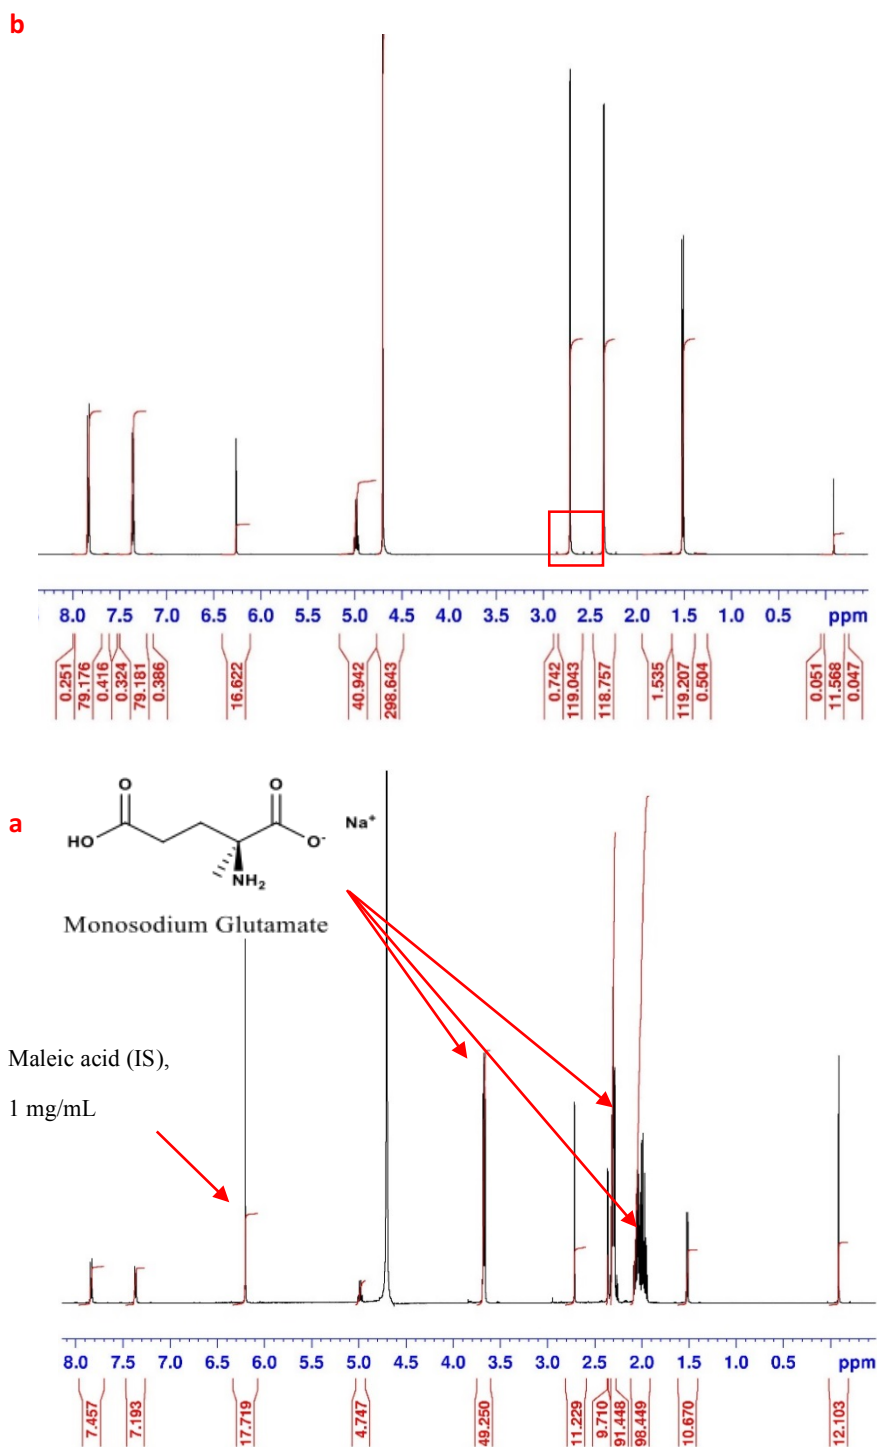 b
8.0 7.5 7.0 6.5 6.0 5.5 5.0 4.5 4.0 3.5 3.0 2.5 2.0 1.5 1.0 0.5 ppm
0.251 79.176 0.416 0.324 79.181 0.386 16.622 40.942 298.643 0.742 119.043 118.757 1.535 119.207 0.504 0.051 11.568 0.047
a
O O
HO O- Na+
NH2
Monosodium Glutamate
Maleic acid (IS),
1 mg/mL
8.0 7.5 7.0 6.5 6.0 5.5 5.0 4.5 4.0 3.5 3.0 2.5 2.0 1.5 1.0 0.5 ppm
7.457 7.193 17.719 4.747 49.250 11.229 9.710 91.448 98.449 10.670 12.103